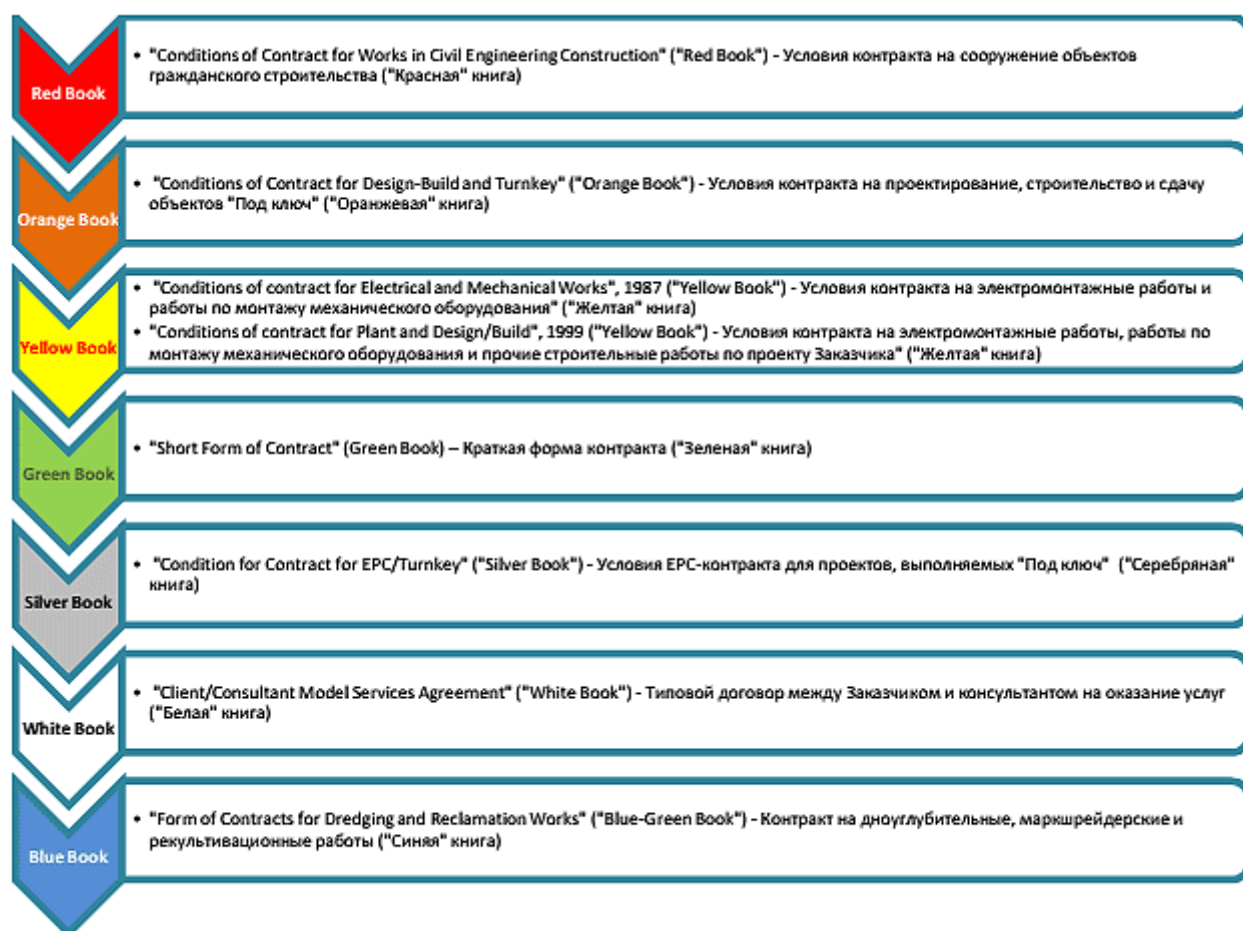 Red Book
• "Conditions of Contract for Works in Civil Engineering Construction" ("Red Book") - Условия контракта на сооружение объектов
гражданского строительства ("Красная" книга)
Orange Book
• "Conditions of Contract for Design-Build and Turnkey" ("Orange Book") - Условия контракта на проектирование, строительство и сдачу
объектов "Под ключ" ("Оранжевая" книга)
Yellow Book
• "Conditions of contract for Electrical and Mechanical Works", 1987 ("Yellow Book") - Условия контракта на электромонтажные работы и
работы по монтажу механического оборудования" ("Желтая" книга)
• "Conditions of contract for Plant and Design/Build", 1999 ("Yellow Book") - Условия контракта на электромонтажные работы, работы по
монтажу механического оборудования и прочие строительные работы по проекту Заказчика" ("Желтая" книга)
Green Book
• "Short Form of Contract" (Green Book) – Краткая форма контракта ("Зеленая" книга)
Silver Book
• "Condition for Contract for EPC/Turnkey" ("Silver Book") - Условия EPC-контракта для проектов, выполняемых "Под ключ" ("Серебряная"
книга)
White Book
• "Client/Consultant Model Services Agreement" ("White Book") - Типовой договор между Заказчиком и консультантом на оказание услуг
("Белая" книга)
Blue Book
• "Form of Contracts for Dredging and Reclamation Works" ("Blue-Green Book") - Контракт на дноуглубительные, маркшрейдерские и
рекультивационные работы ("Синяя" книга)